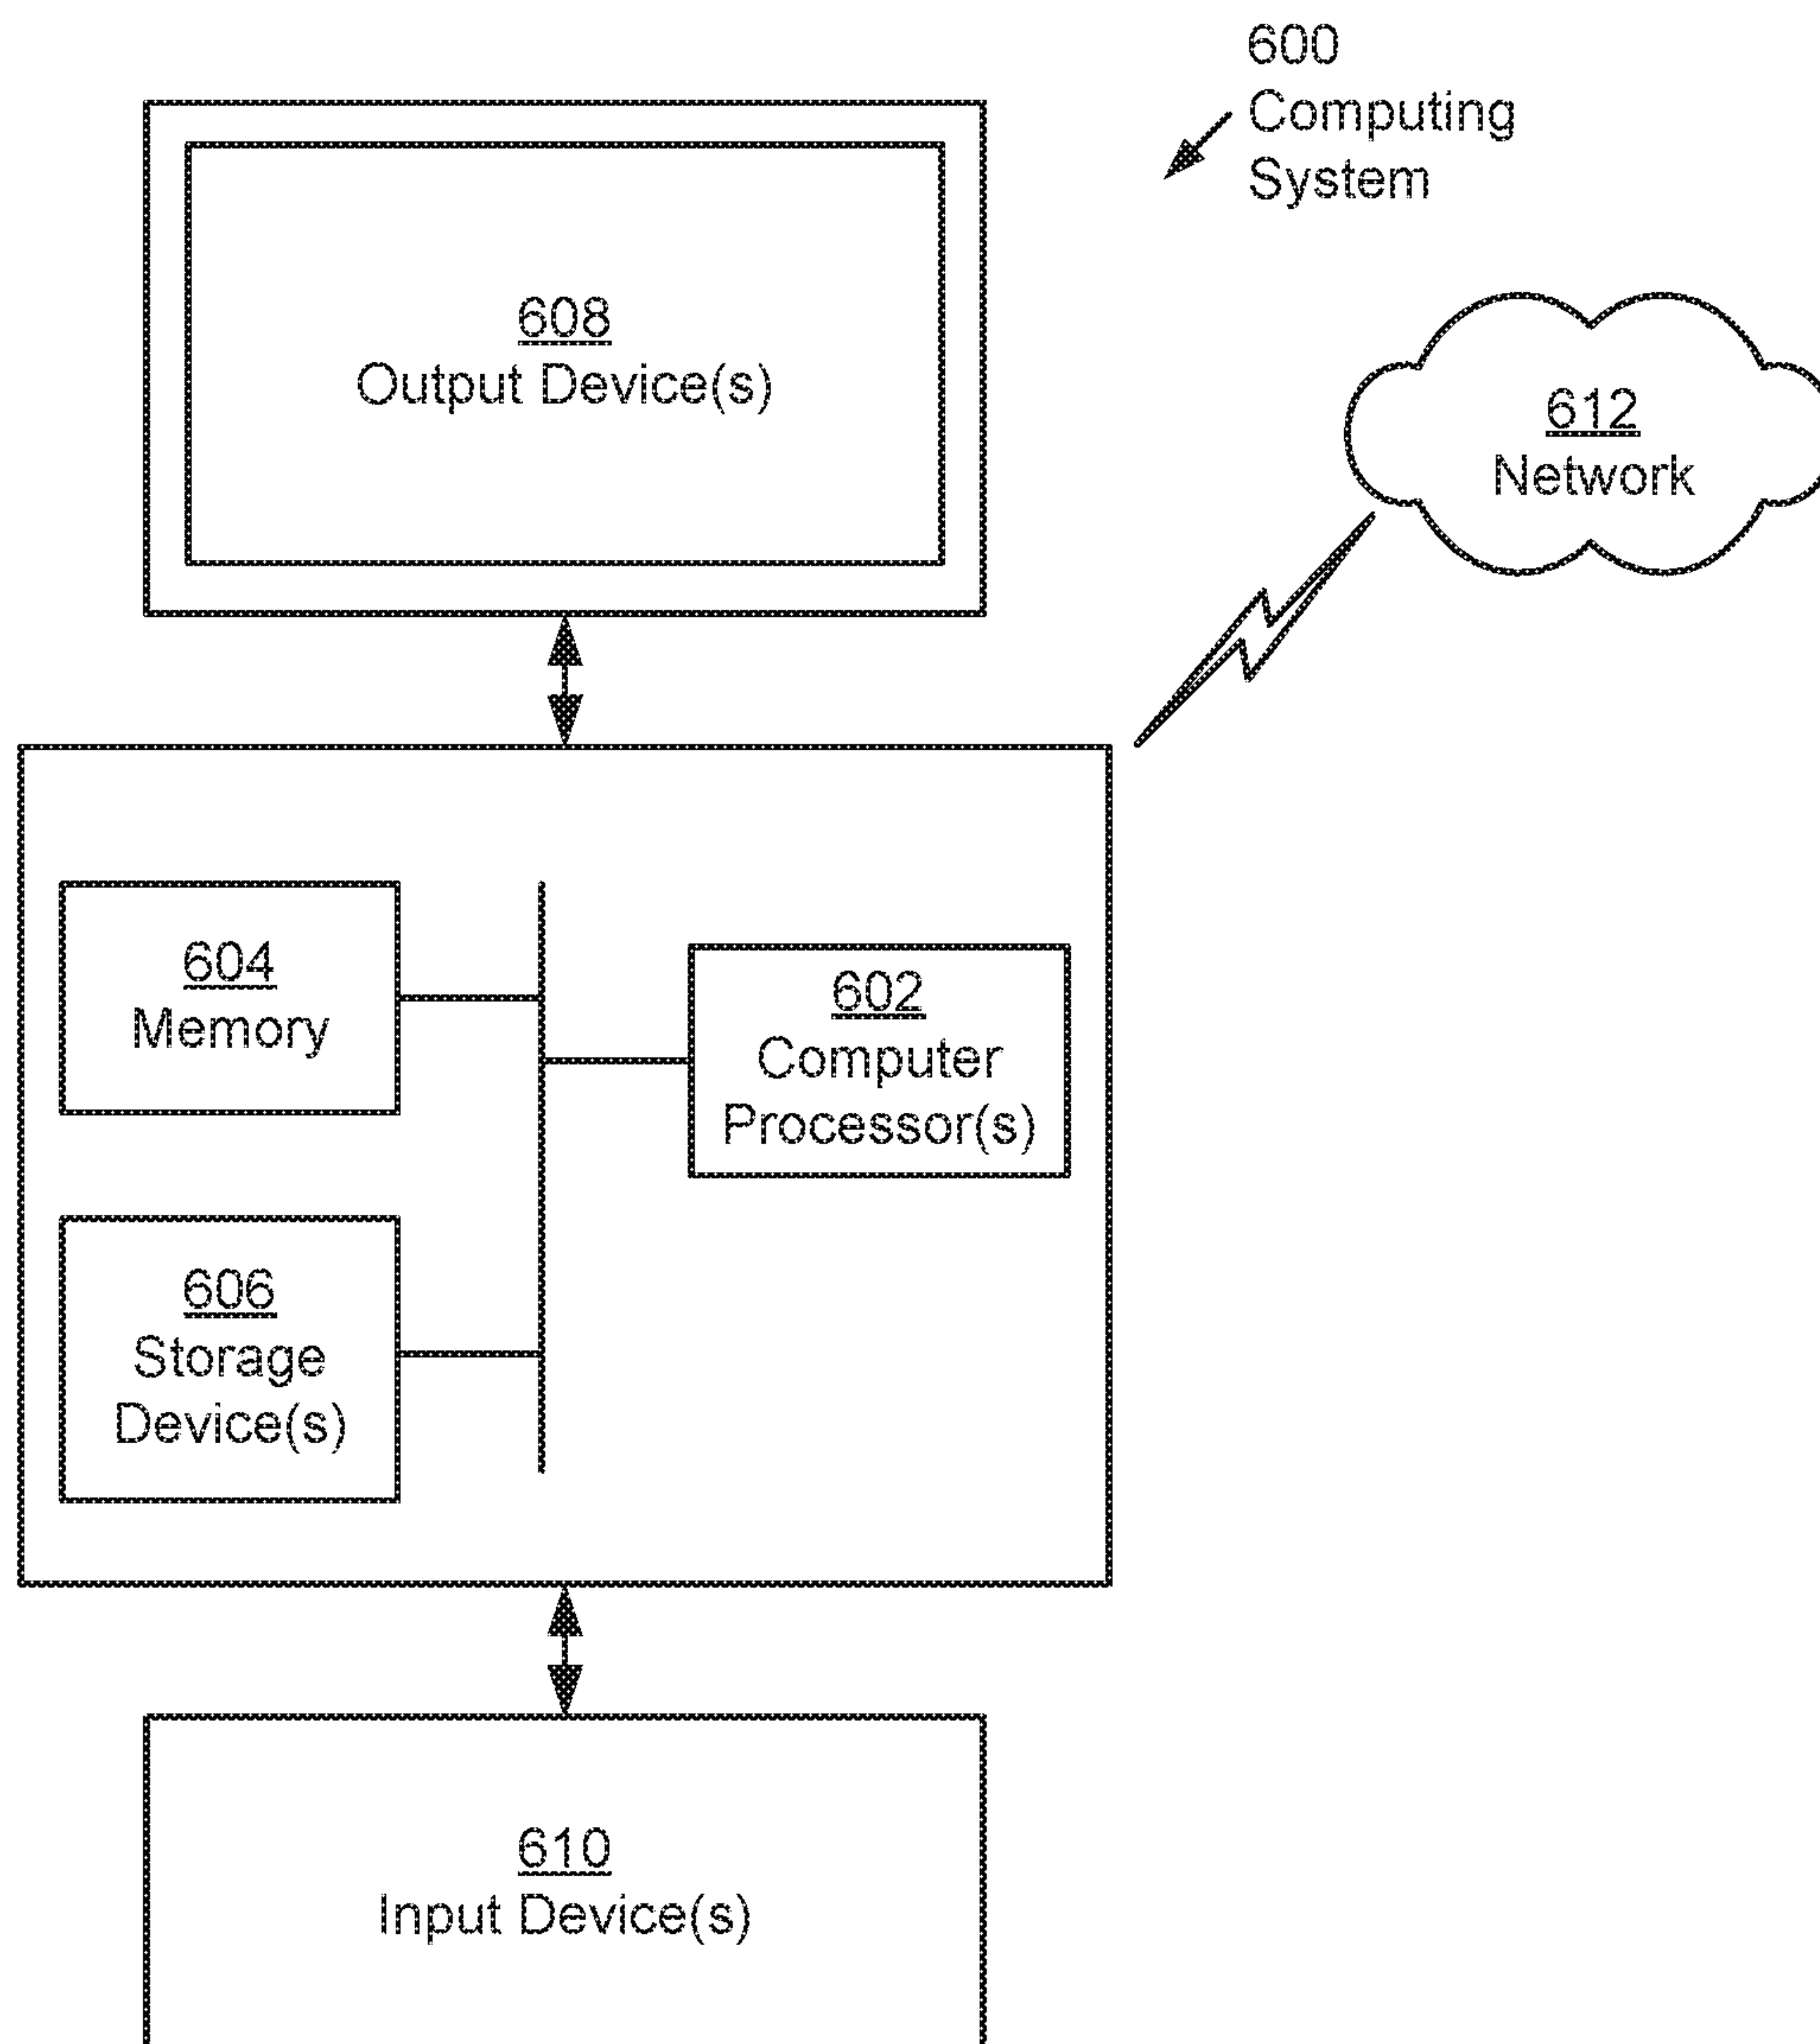 600
Computing
System
608
Output Device(s)
612
Network
604
Memory
602
Computer
Processor(s)
606
Storage
Device(s)
610
Input Device(s)